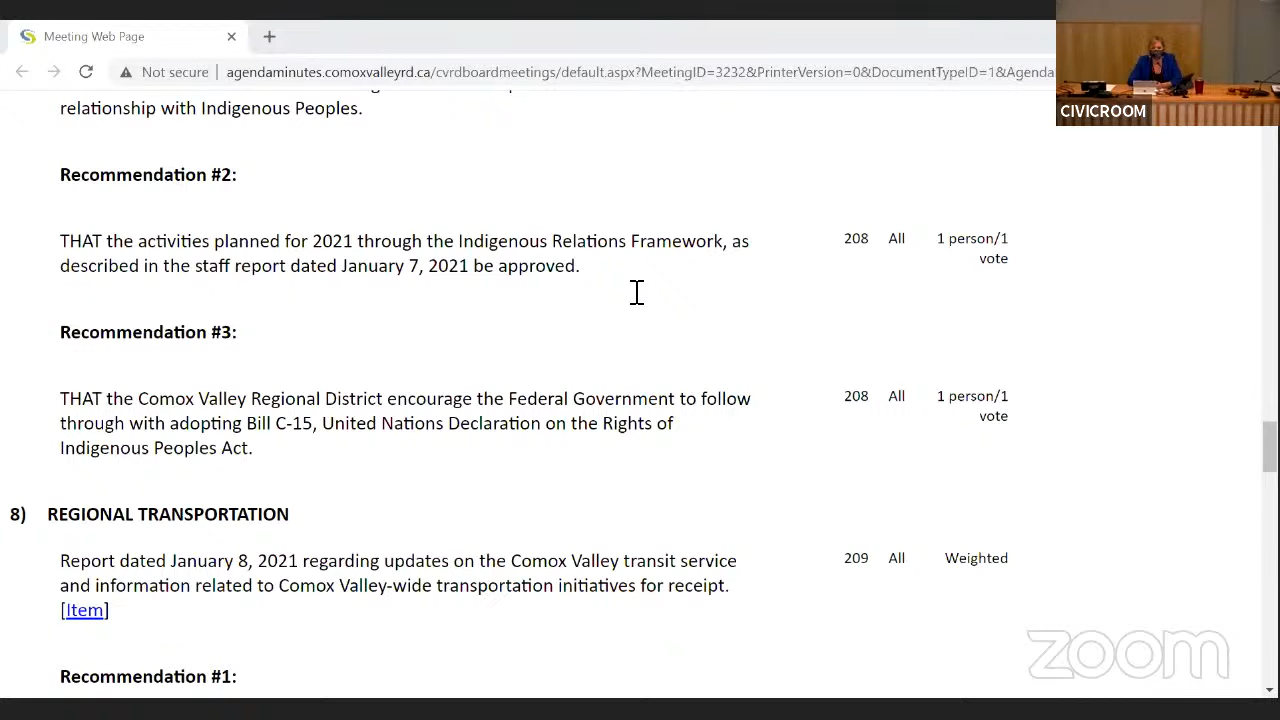 Meeting Web Page
Not secure
agendaminutes.comoxvalleyrd.ca/cvrdboardmeetings/default.aspx?MeetingID=3232&PrinterVersion=0&DocumentTypeID=1&Agenda
CIVICROOM
relationship with Indigenous Peoples.
Recommendation #2:
THAT the activities planned for 2021 through the Indigenous Relations Framework, as 208 All 1 person/1
described in the staff report dated January 7, 2021 be approved. vote
Recommendation #3:
THAT the Comox Valley Regional District encourage the Federal Government to follow 208 All 1 person/1
through with adopting Bill C-15, United Nations Declaration on the Rights of vote
Indigenous Peoples Act.
8) REGIONAL TRANSPORTATION
Report dated January 8, 2021 regarding updates on the Comox Valley transit service 209 All Weighted
and information related to Comox Valley-wide transportation initiatives for receipt.
[Item]
zoom
Recommendation #1: